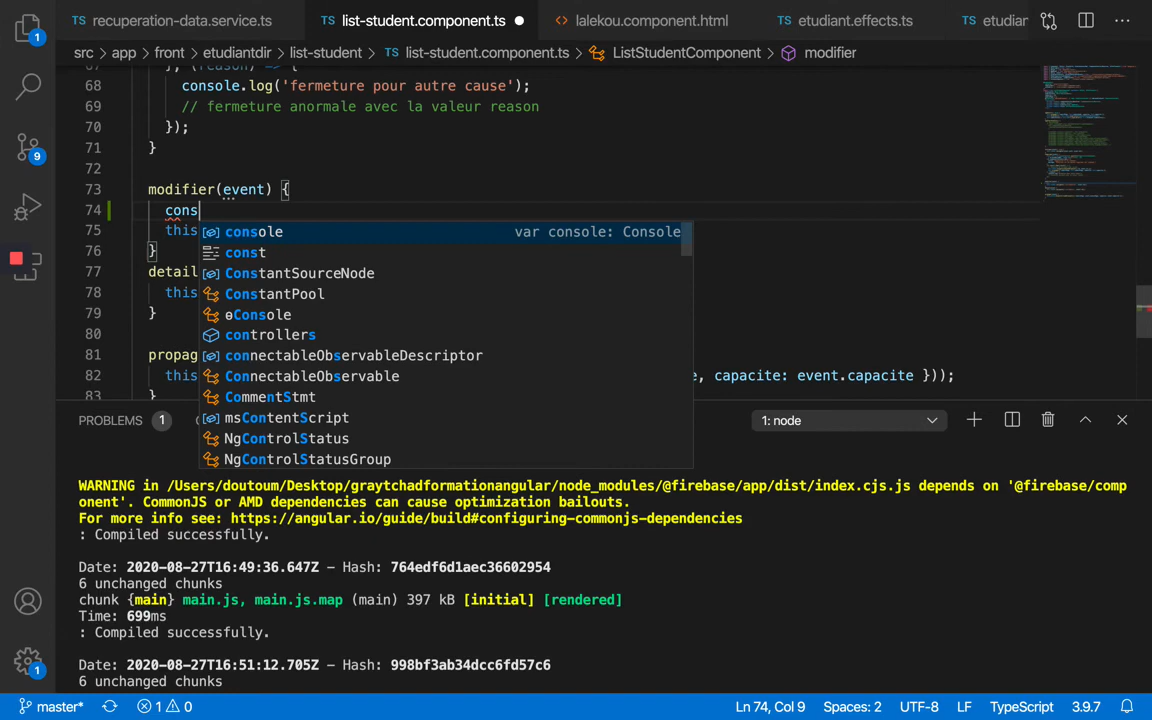 recuperation-data.service.ts list-student.component.ts lalekou.component.html etudiant.effects.ts etudian
1
src > app > front > etudiantdir > list-student > list-student.component.ts > ListStudentComponent > modifier
68 console.log('fermeture pour autre cause');
69 // fermeture anormale avec la valeur reason
70 });
71 }
72
73 modifier(event) {
9
74 cons
75 this
76 }
77 detail
78 this
79 }
80
81 propag
82 this , capacite: event.capacite }));
83 }
console var console: Console
const
ConstantSourceNode
ConstantPool
ɵConsole
controllers
connectableObservableDescriptor
ConnectableObservable
CommentStmt
msContentScript
NgControlStatus
NgControlStatusGroup
PROBLEMS 1 1: node
WARNING in /Users/doutoum/Desktop/graytchadformationangular/node_modules/@firebase/app/dist/index.cjs.js depends on '@firebase/comp
onent'. CommonJS or AMD dependencies can cause optimization bailouts.
For more info see: https://angular.io/guide/build#configuring-commonjs-dependencies
: Compiled successfully.
Date: 2020-08-27T16:49:36.647Z – Hash: 764edf6d1aec36602954
6 unchanged chunks
chunk {main} main.js, main.js.map (main) 397 kB [initial] [rendered]
Time: 699ms
: Compiled successfully.
Date: 2020-08-27T16:51:12.705Z – Hash: 998bf3ab34dcc6fd57c6
6 unchanged chunks
1
master* 1 0 Ln 74, Col 9 Spaces: 2 UTF-8 LF TypeScript 3.9.7